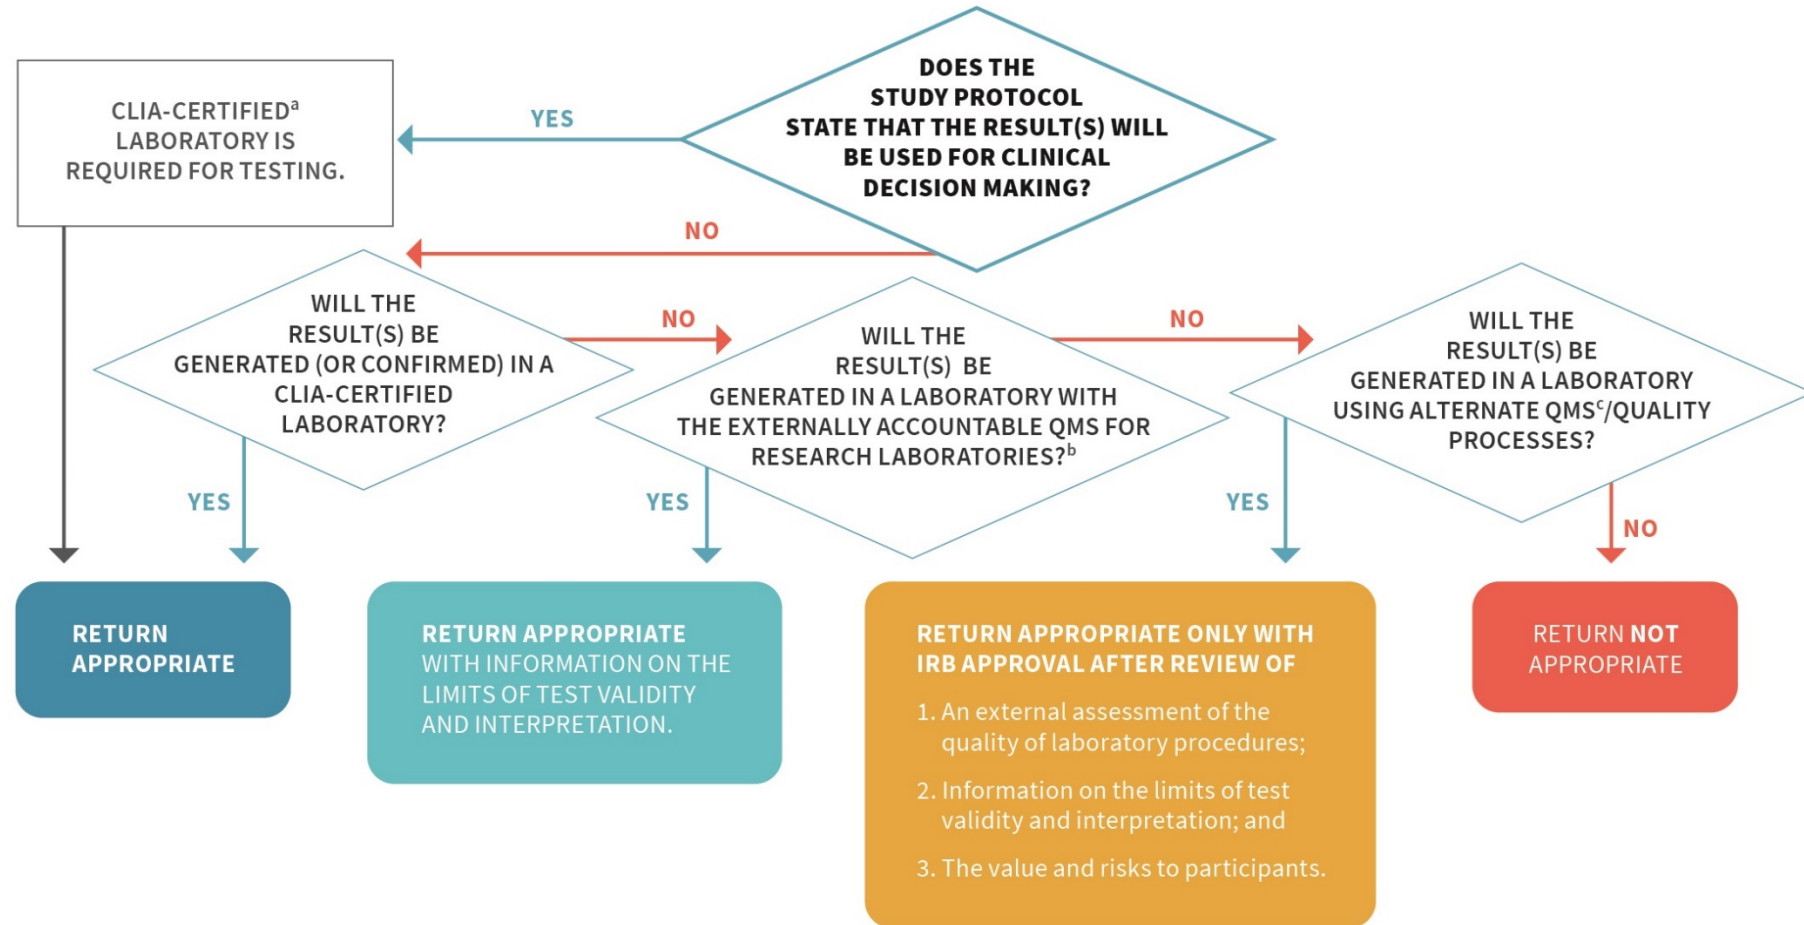 DOES THE
STUDY PROTOCOL
STATE THAT THE RESULT(S) WILL
BE USED FOR CLINICAL
DECISION MAKING?
YES
CLIA-CERTIFIEDᵃ
LABORATORY IS
REQUIRED FOR TESTING.
NO
WILL THE
RESULT(S) BE
GENERATED (OR CONFIRMED) IN A
CLIA-CERTIFIED
LABORATORY?
NO
WILL THE
RESULT(S) BE
GENERATED IN A LABORATORY WITH
THE EXTERNALLY ACCOUNTABLE QMS FOR
RESEARCH LABORATORIES?ᵇ
NO
WILL THE
RESULT(S) BE
GENERATED IN A LABORATORY
USING ALTERNATE QMSᶜ/QUALITY
PROCESSES?
YES
YES
YES
NO
RETURN
APPROPRIATE
RETURN APPROPRIATE
WITH INFORMATION ON THE
LIMITS OF TEST VALIDITY
AND INTERPRETATION.
RETURN APPROPRIATE ONLY WITH
IRB APPROVAL AFTER REVIEW OF
1. An external assessment of the
quality of laboratory procedures;
2. Information on the limits of test
validity and interpretation; and
3. The value and risks to participants.
RETURN NOT
APPROPRIATE